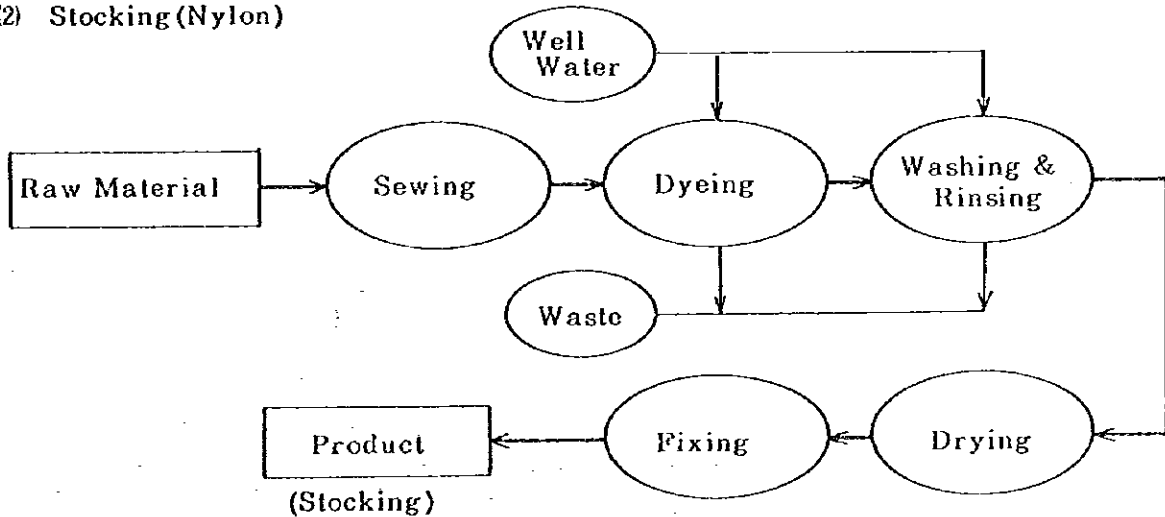 (2) Stocking(Nylon)
Well
Water
Raw Material
Sewing
Dyeing
Washing &
Rinsing
Waste
Product
(Stocking)
Fixing
Drying